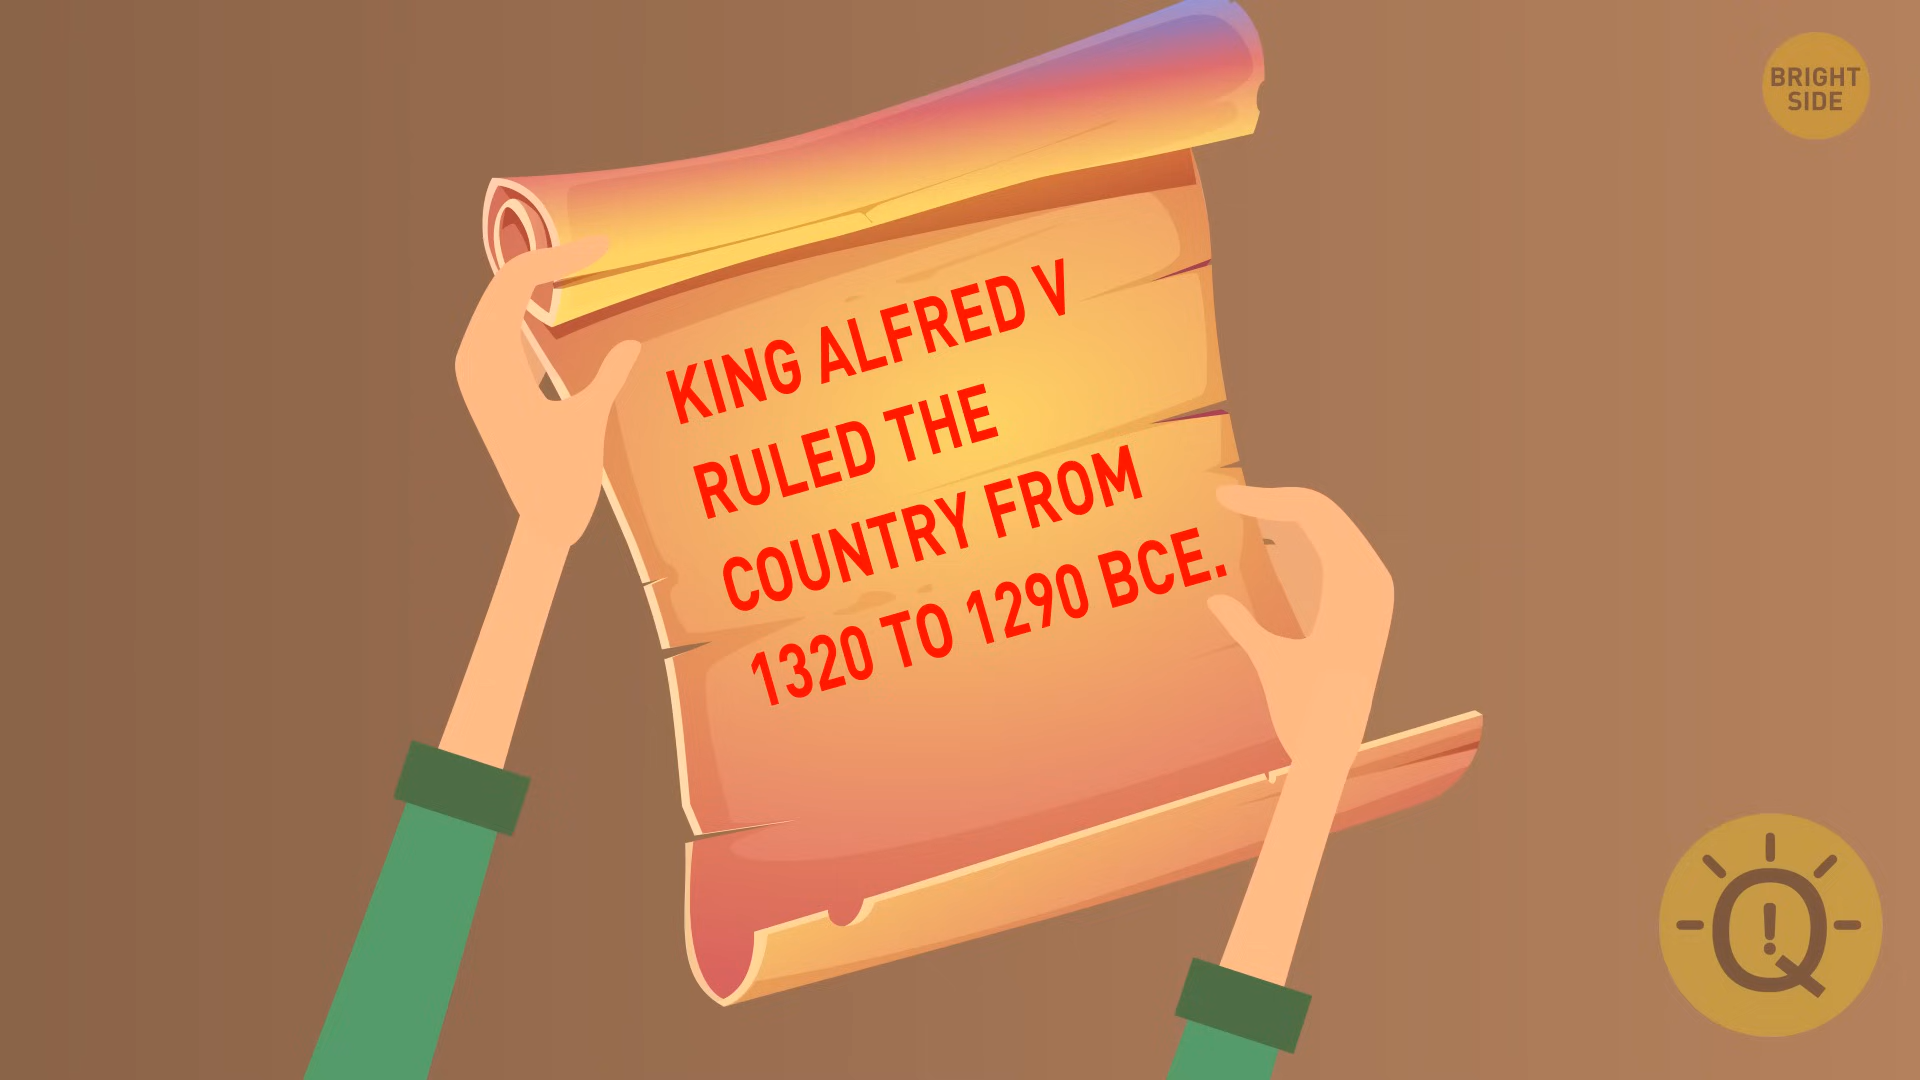 BRIGHT
SIDE
KING ALFRED V
RULED THE
COUNTRY FROM
1320 TO 1290 BCE.
Q!